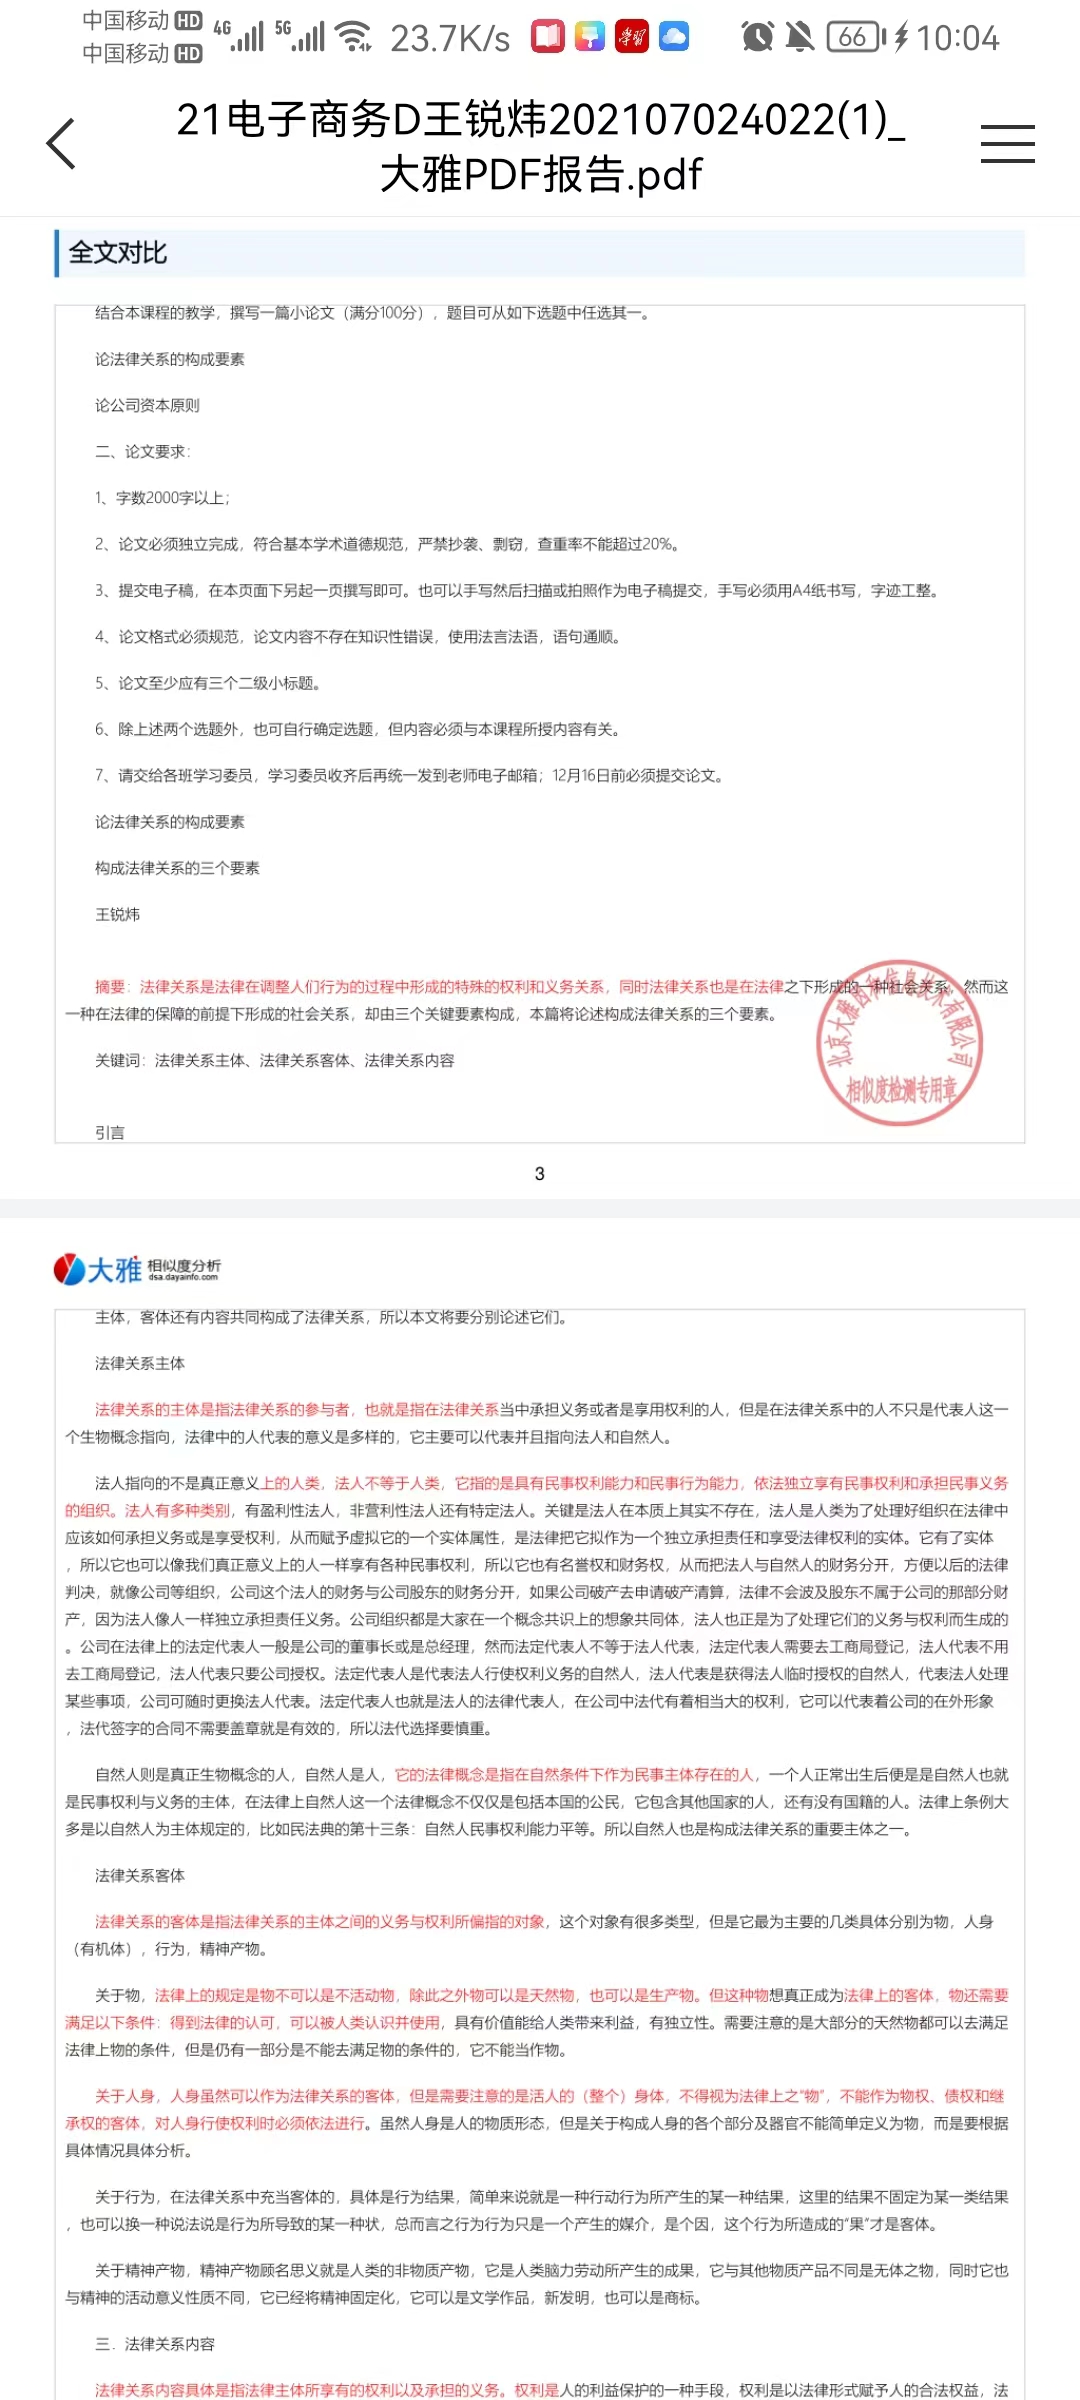 中国移动 HD
中国移动 HD
4G
5G
23.7K/s
学习
66
10:04
21电子商务D王锐炜202107024022(1)_
大雅PDF报告.pdf
全文对比
结合本课程的教学，撰写一篇小论文（满分100分），题目可从如下选题中任选其一。
论法律关系的构成要素
论公司资本原则
二、论文要求：
1、字数2000字以上；
2、论文必须独立完成，符合基本学术道德规范，严禁抄袭、剽窃，查重率不能超过20%。
3、提交电子稿，在本页面下另起一页撰写即可。也可以手写然后扫描或拍照作为电子稿提交，手写必须用A4纸书写，字迹工整。
4、论文格式必须规范，论文内容不存在知识性错误，使用法言法语，语句通顺。
5、论文至少应有三个二级小标题。
6、除上述两个选题外，也可自行确定选题，但内容必须与本课程所授内容有关。
7、请交给各班学习委员，学习委员收齐后再统一发到老师电子邮箱；12月16日前必须提交论文。
论法律关系的构成要素
构成法律关系的三个要素
王锐炜
摘要：法律关系是法律在调整人们行为的过程中形成的特殊的权利和义务关系，同时法律关系也是在法律之下形成的一种社会关系，然而这
一种在法律的保障的前提下形成的社会关系，却由三个关键要素构成，本篇将论述构成法律关系的三个要素。
关键词：法律关系主体、法律关系客体、法律关系内容
北京大雅因和信息技术有限公司
相似度检测专用章
引言
3
大雅 相似度分析
dsa.dayainfo.com
主体，客体还有内容共同构成了法律关系，所以本文将要分别论述它们。
法律关系主体
法律关系的主体是指法律关系的参与者，也就是指在法律关系当中承担义务或者是享用权利的人，但是在法律关系中的人不只是代表人这一
个生物概念指向，法律中的人代表的意义是多样的，它主要可以代表并且指向法人和自然人。
法人指向的不是真正意义上的人类，法人不等于人类，它指的是具有民事权利能力和民事行为能力，依法独立享有民事权利和承担民事义务
的组织。法人有多种类别，有盈利性法人，非营利性法人还有特定法人。关键是法人在本质上其实不存在，法人是人类为了处理好组织在法律中
应该如何承担义务或是享受权利，从而赋予虚拟它的一个实体属性，是法律把它拟作为一个独立承担责任和享受法律权利的实体。它有了实体
，所以它也可以像我们真正意义上的人一样享有各种民事权利，所以它也有名誉权和财务权，从而把法人与自然人的财务分开，方便以后的法律
判决，就像公司等组织，公司这个法人的财务与公司股东的财务分开，如果公司破产去申请破产清算，法律不会波及股东不属于公司的那部分财
产，因为法人像人一样独立承担责任义务。公司组织都是大家在一个概念共识上的想象共同体，法人也正是为了处理它们的义务与权利而生成的
。公司在法律上的法定代表人一般是公司的董事长或是总经理，然而法定代表人不等于法人代表，法定代表人需要去工商局登记，法人代表不用
去工商局登记，法人代表只要公司授权。法定代表人是代表法人行使权利义务的自然人，法人代表是获得法人临时授权的自然人，代表法人处理
某些事项，公司可随时更换法人代表。法定代表人也就是法人的法律代表人，在公司中法代有着相当大的权利，它可以代表着公司的在外形象
，法代签字的合同不需要盖章就是有效的，所以法代选择要慎重。
自然人则是真正生物概念的人，自然人是人，它的法律概念是指在自然条件下作为民事主体存在的人，一个人正常出生后便是是自然人也就
是民事权利与义务的主体，在法律上自然人这一个法律概念不仅仅是包括本国的公民，它包含其他国家的人，还有没有国籍的人。法律上条例大
多是以自然人为主体规定的，比如民法典的第十三条：自然人民事权利能力平等。所以自然人也是构成法律关系的重要主体之一。
法律关系客体
法律关系的客体是指法律关系的主体之间的义务与权利所偏指的对象，这个对象有很多类型，但是它最为主要的几类具体分别为物，人身
（有机体），行为，精神产物。
关于物，法律上的规定是物不可以是不活动物，除此之外物可以是天然物，也可以是生产物。但这种物想真正成为法律上的客体，物还需要
满足以下条件：得到法律的认可，可以被人类认识并使用，具有价值能给人类带来利益，有独立性。需要注意的是大部分的天然物都可以去满足
法律上物的条件，但是仍有一部分是不能去满足物的条件的，它不能当作物。
关于人身，人身虽然可以作为法律关系的客体，但是需要注意的是活人的（整个）身体，不得视为法律上之“物”，不能作为物权、债权和继
承权的客体，对人身行使权利时必须依法进行。虽然人身是人的物质形态，但是关于构成人身的各个部分及器官不能简单定义为物，而是要根据
具体情况具体分析。
关于行为，在法律关系中充当客体的，具体是行为结果，简单来说就是一种行动行为所产生的某一种结果，这里的结果不固定为某一类结果
，也可以换一种说法说是行为所导致的某一种状，总而言之行为行为只是一个产生的媒介，是个因，这个行为所造成的“果”才是客体。
关于精神产物，精神产物顾名思义就是人类的非物质产物，它是人类脑力劳动所产生的成果，它与其他物质产品不同是无体之物，同时它也
与精神的活动意义性质不同，它已经将精神固定化，它可以是文学作品，新发明，也可以是商标。
三．法律关系内容
法律关系内容具体是指法律主体所享有的权利以及承担的义务。权利是人的利益保护的一种手段，权利是以法律形式赋予人的合法权益，法